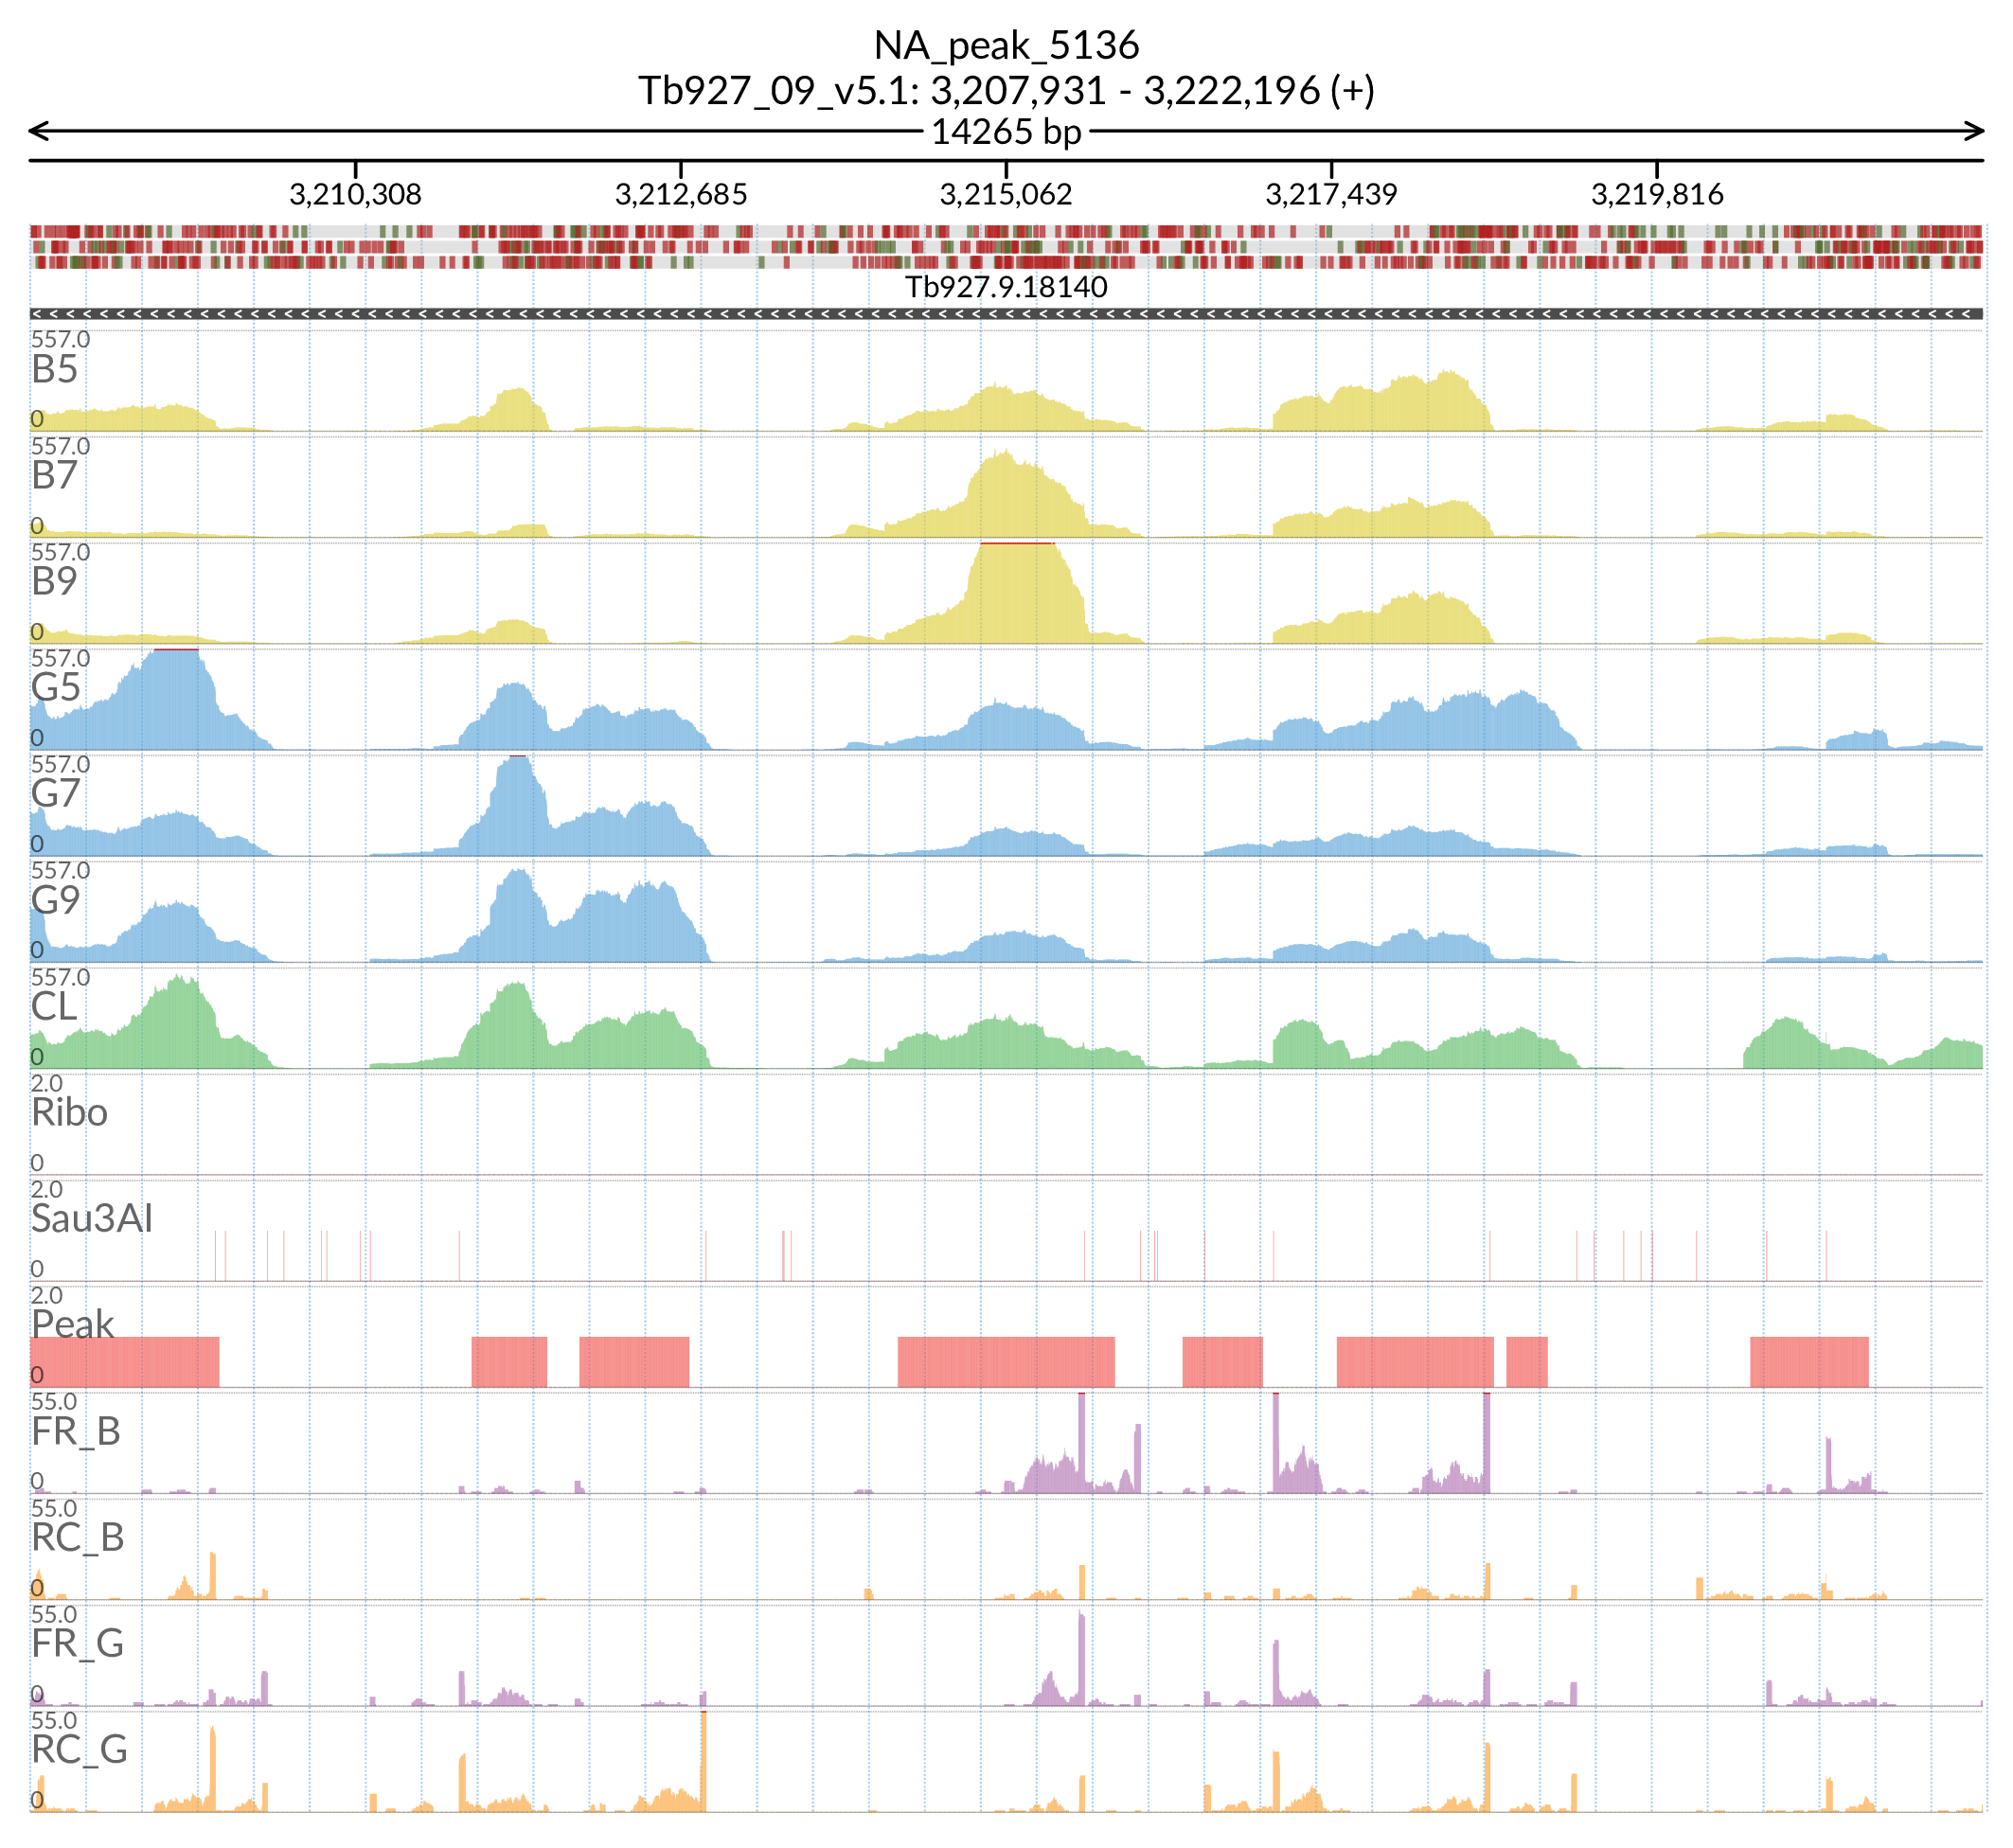 NA_peak_5136
Tb927_09_v5.1: 3,207,931 - 3,222,196 (+)
14265 bp
3,210,308 3,212,685 3,215,062 3,217,439 3,219,816
Tb927.9.18140
557.0
B5
0
557.0
B7
0
557.0
B9
0
557.0
G5
0
557.0
G7
0
557.0
G9
0
557.0
CL
0
2.0
Ribo
0
2.0
Sau3AI
0
2.0
Peak
0
55.0
FR_B
0
55.0
RC_B
0
55.0
FR_G
0
55.0
RC_G
0